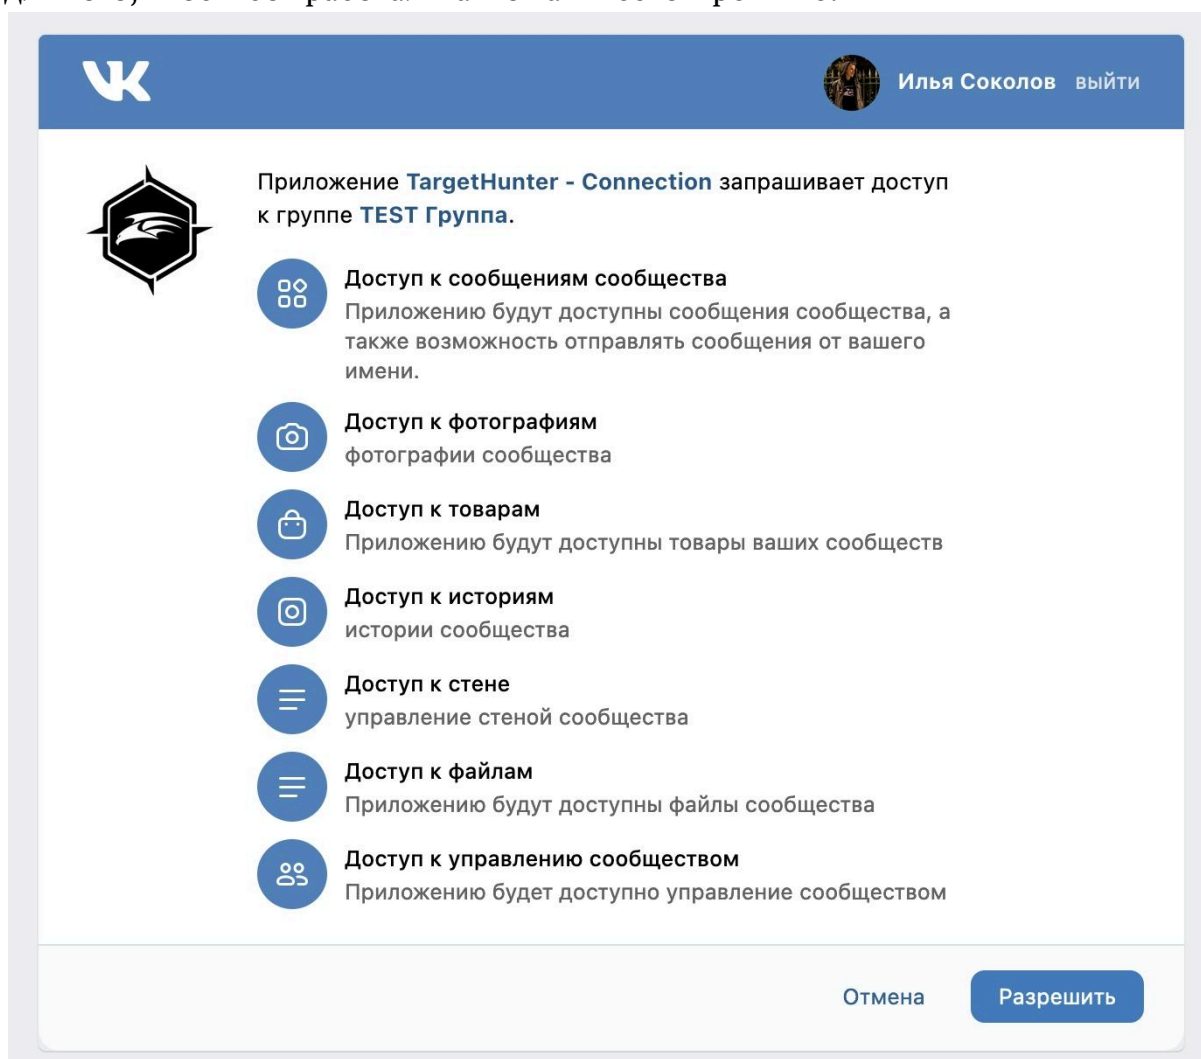 VK
Илья Соколов выйти
Приложение TargetHunter - Connection запрашивает доступ
к группе TEST Группа.
Доступ к сообщениям сообщества
Приложению будут доступны сообщения сообщества, а
также возможность отправлять сообщения от вашего
имени.
Доступ к фотографиям
фотографии сообщества
Доступ к товарам
Приложению будут доступны товары ваших сообществ
Доступ к историям
истории сообщества
Доступ к стене
управление стеной сообщества
Доступ к файлам
Приложению будут доступны файлы сообщества
Доступ к управлению сообществом
Приложению будет доступно управление сообществом
Отмена Разрешить